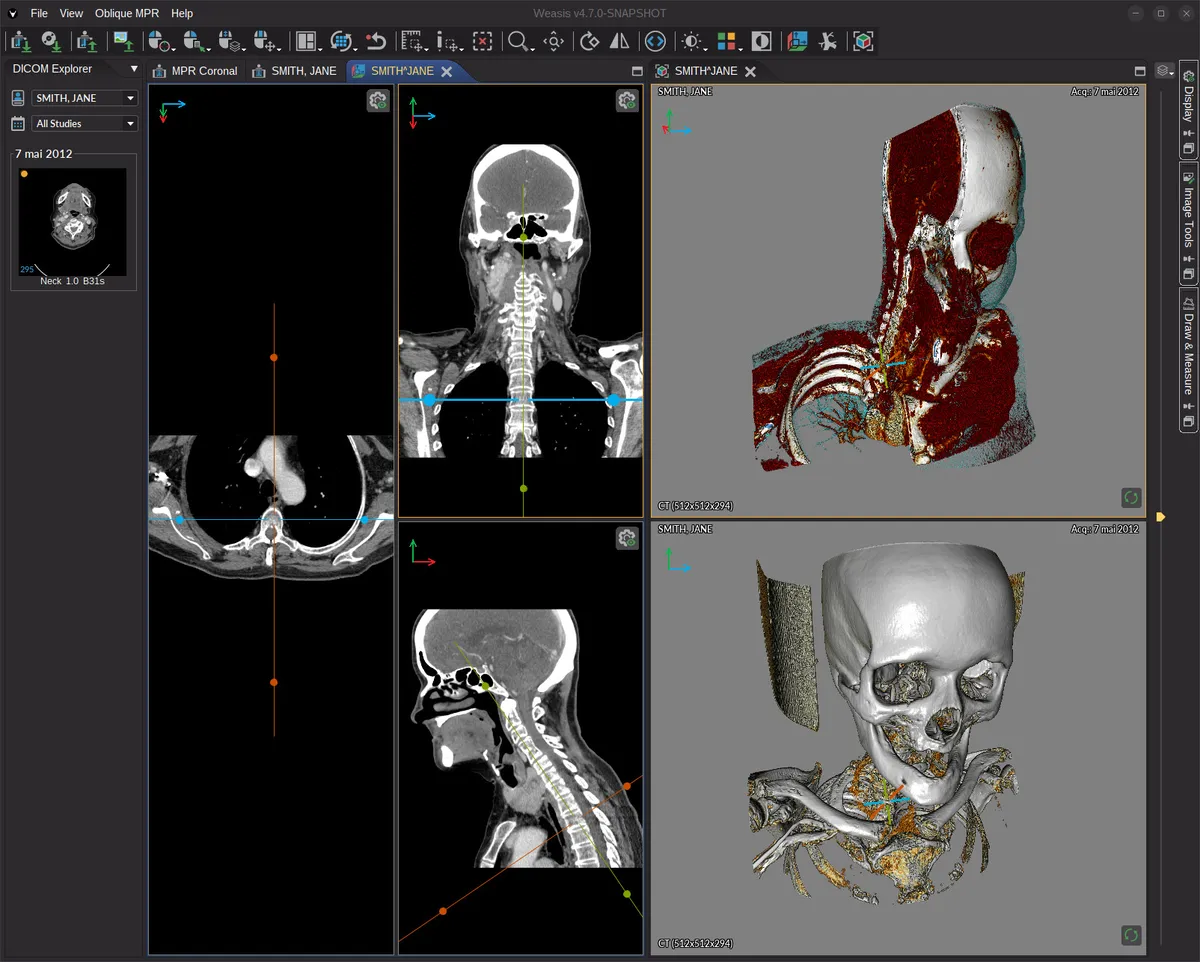 Weasis v4.7.0-SNAPSHOT
File View Oblique MPR Help
DICOM Explorer
MPR Coronal
SMITH, JANE
SMITH^JANE
SMITH^JANE
SMITH, JANE
All Studies
7 mai 2012
295
Neck 1.0 B31s
SMITH, JANE
Acq.: 7 mai 2012
CT (512x512x294)
SMITH, JANE
Acq.: 7 mai 2012
CT (512x512x294)
Display
Image Tools
Draw & Measure